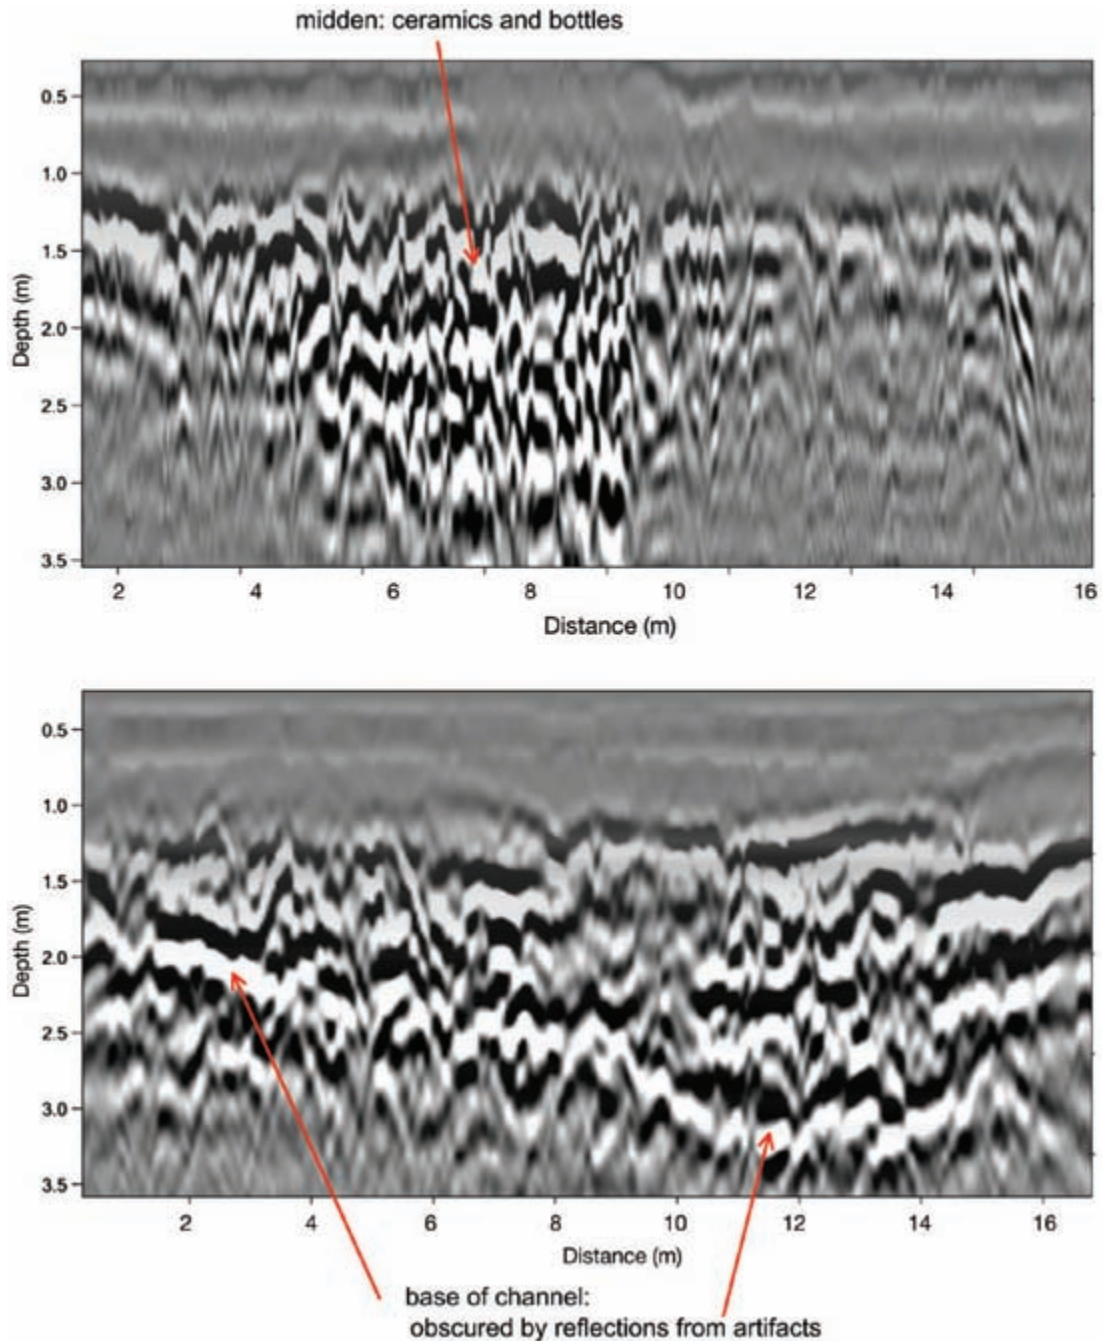 midden: ceramics and bottles
0.5
1.0
1.5
2.0
2.5
3.0
3.5
Depth (m)
2 4 6 8 10 12 14 16
Distance (m)
0.5
1.0
1.5
2.0
2.5
3.0
3.5
Depth (m)
2 4 6 8 10 12 14 16
Distance (m)
base of channel:
obscured by reflections from artifacts